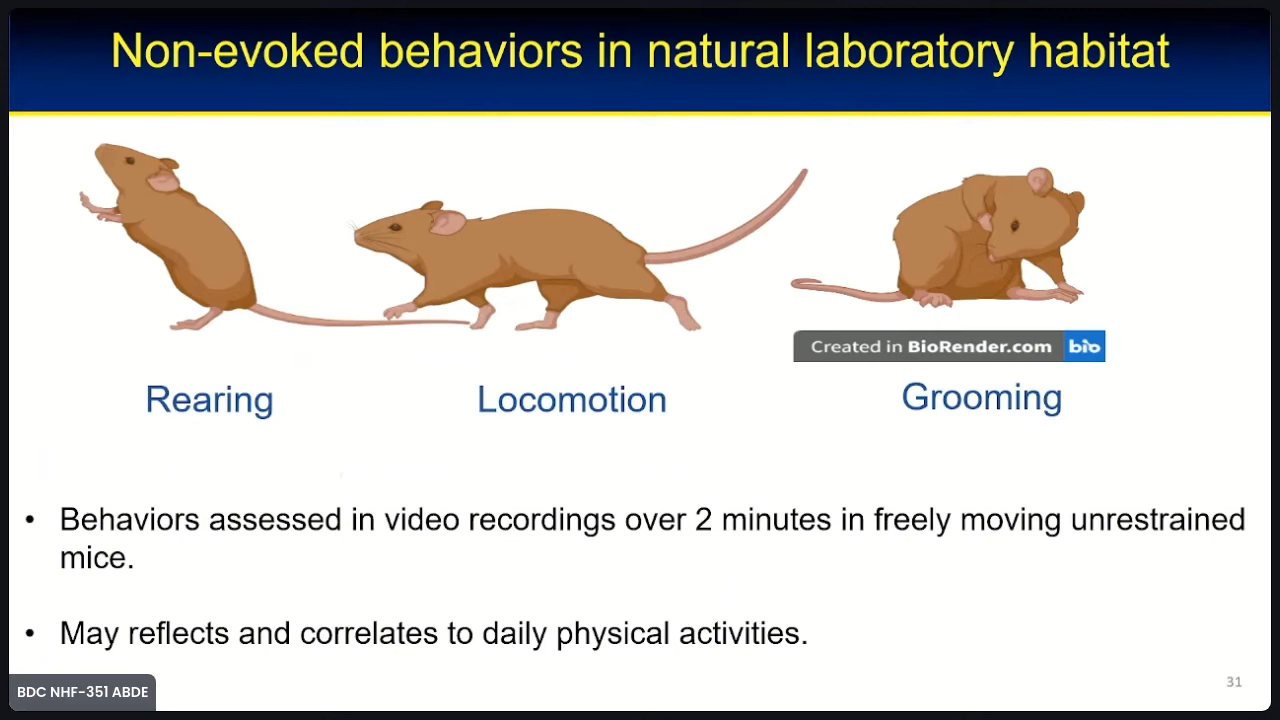 Non-evoked behaviors in natural laboratory habitat
Created in BioRender.com bio
Rearing
Locomotion
Grooming
• Behaviors assessed in video recordings over 2 minutes in freely moving unrestrained
mice.
• May reflects and correlates to daily physical activities.
BDC NHF-351 ABDE
31